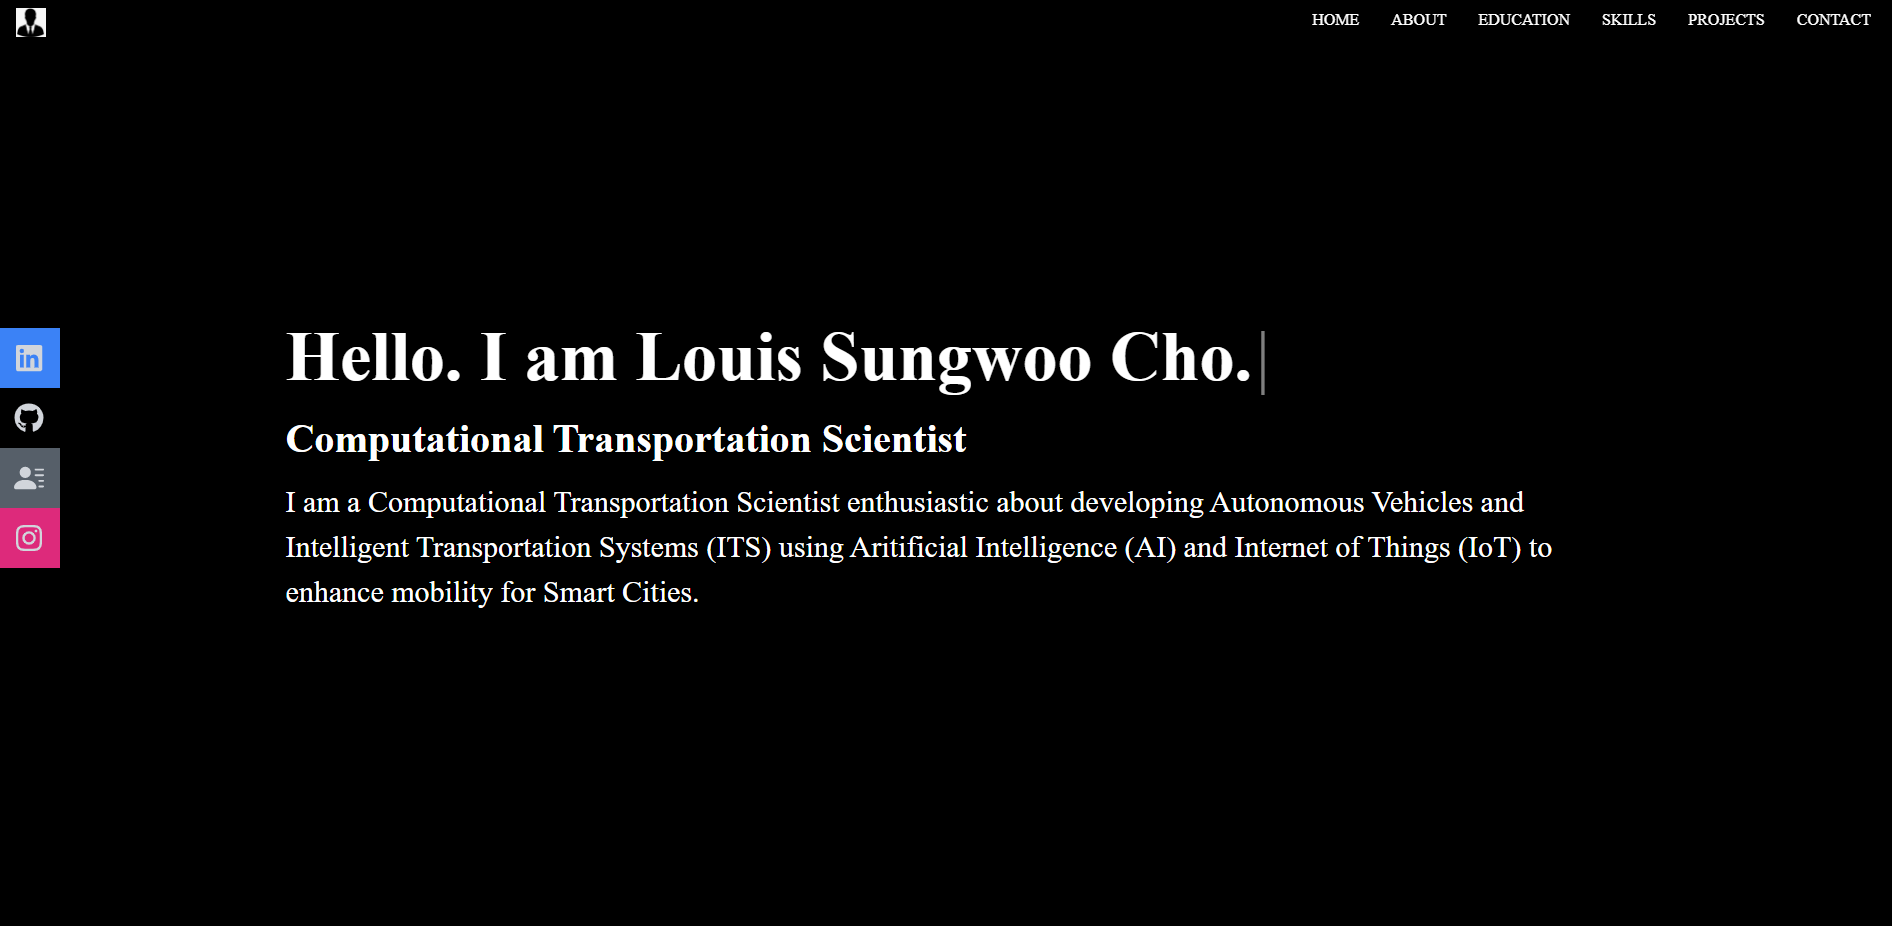 HOME ABOUT EDUCATION SKILLS PROJECTS CONTACT
Hello. I am Louis Sungwoo Cho.
Computational Transportation Scientist
I am a Computational Transportation Scientist enthusiastic about developing Autonomous Vehicles and
Intelligent Transportation Systems (ITS) using Aritificial Intelligence (AI) and Internet of Things (IoT) to
enhance mobility for Smart Cities.
in